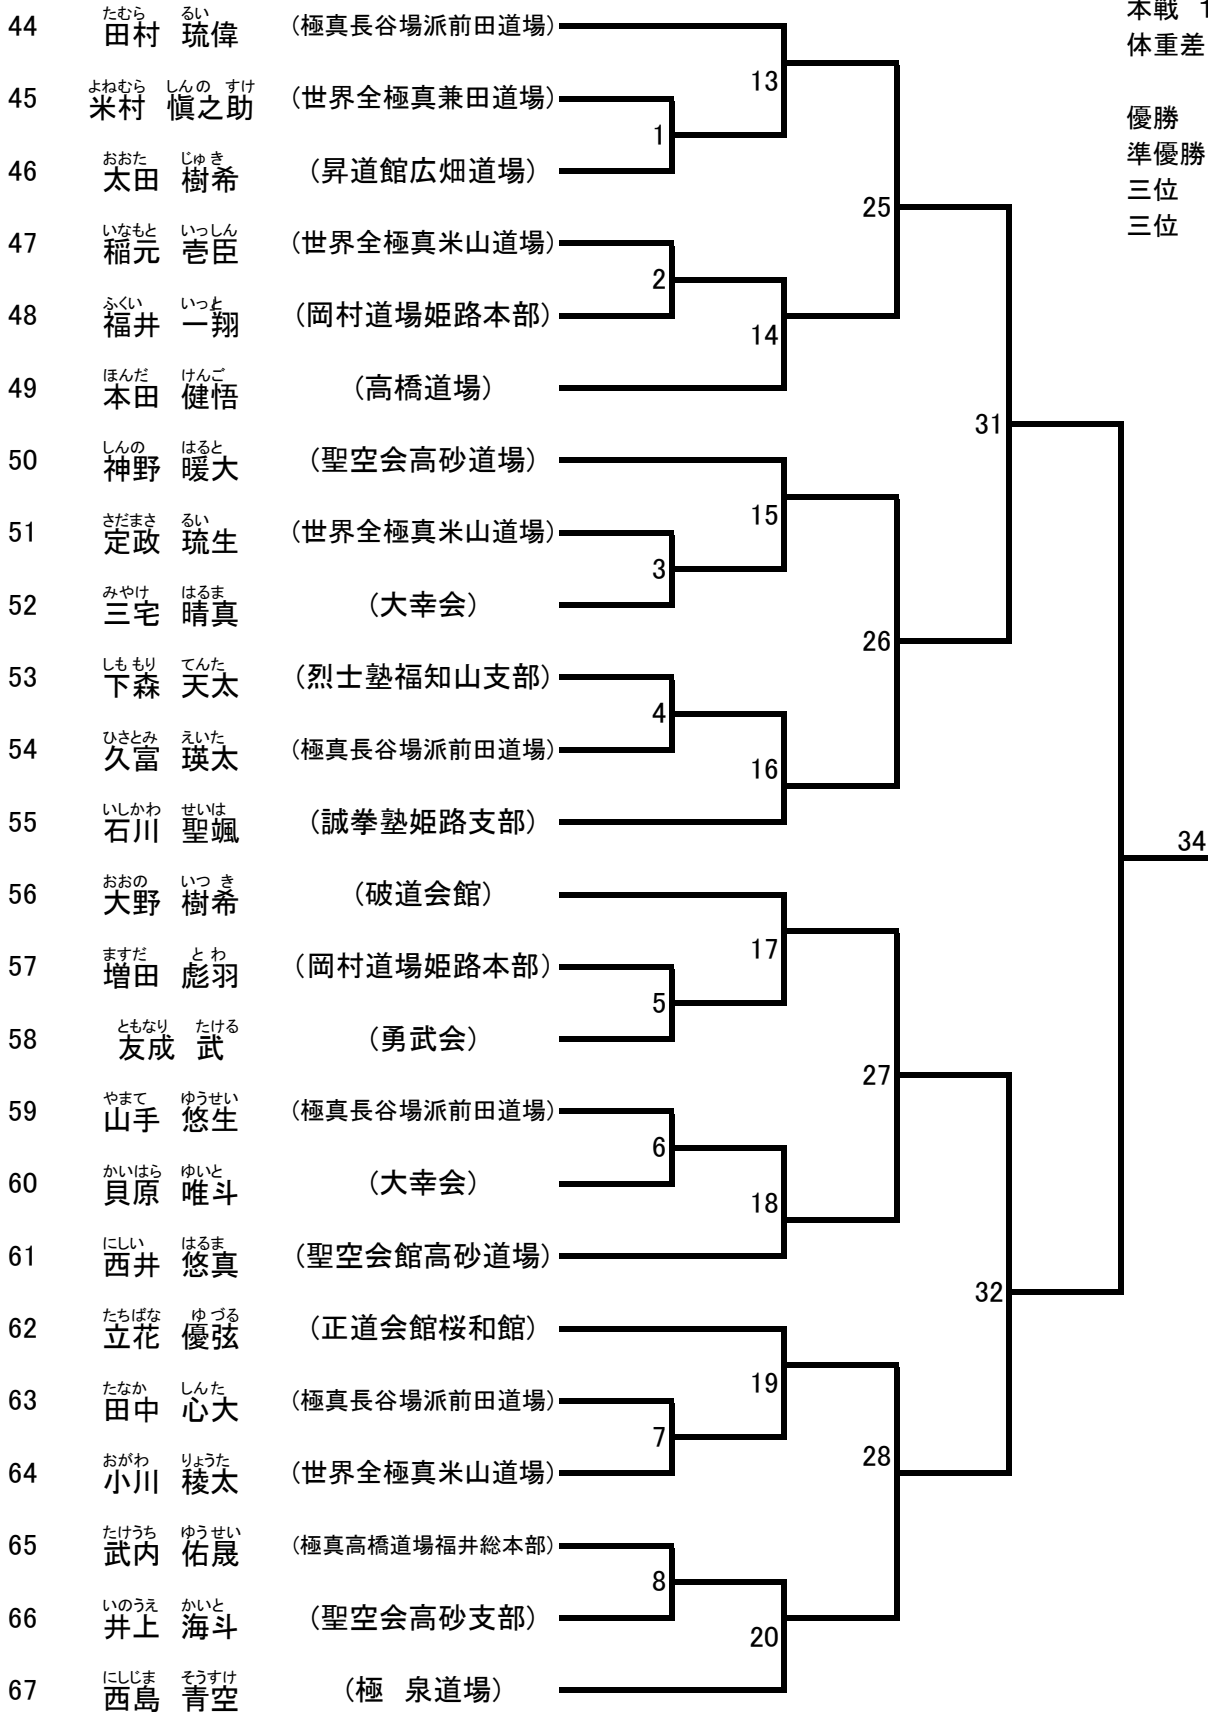 44 田村 琉偉 たむら るい (極真長谷場派前田道場)
45 米村 愼之助 よねむら しんの すけ (世界全極真兼田道場)
46 太田 樹希 おおた じゅき (昇道館広畑道場)
47 稲元 壱臣 いなもと いっしん (世界全極真米山道場)
48 福井 一翔 ふくい いっと (岡村道場姫路本部)
49 本田 健悟 ほんだ けんご (高橋道場)
50 神野 暖大 しんの はると (聖空会高砂道場)
51 定政 琉生 さだまさ るい (世界全極真米山道場)
52 三宅 晴真 みやけ はるま (大幸会)
53 下森 天太 しももり てんた (烈士塾福知山支部)
54 久富 瑛太 ひさとみ えいた (極真長谷場派前田道場)
55 石川 聖颯 いしかわ せいは (誠拳塾姫路支部)
56 大野 樹希 おおの いつき (破道会館)
57 増田 彪羽 ますだ とわ (岡村道場姫路本部)
58 友成 武 ともなり たける (勇武会)
59 山手 悠生 やまて ゆうせい (極真長谷場派前田道場)
60 貝原 唯斗 かいはら ゆいと (大幸会)
61 西井 悠真 にしい はるま (聖空会館高砂道場)
62 立花 優弦 たちばな ゆづる (正道会館桜和館)
63 田中 心大 たなか しんた (極真長谷場派前田道場)
64 小川 稜太 おがわ りょうた (世界全極真米山道場)
65 武内 佑晟 たけうち ゆうせい (極真高橋道場福井総本部)
66 井上 海斗 いのうえ かいと (聖空会高砂支部)
67 西島 青空 にしじま そうすけ (極 泉道場)
1
2
3
4
5
6
7
8
13
14
15
16
17
18
19
20
25
26
27
28
31
32
34
本戦 1
体重差
優勝
準優勝
三位
三位